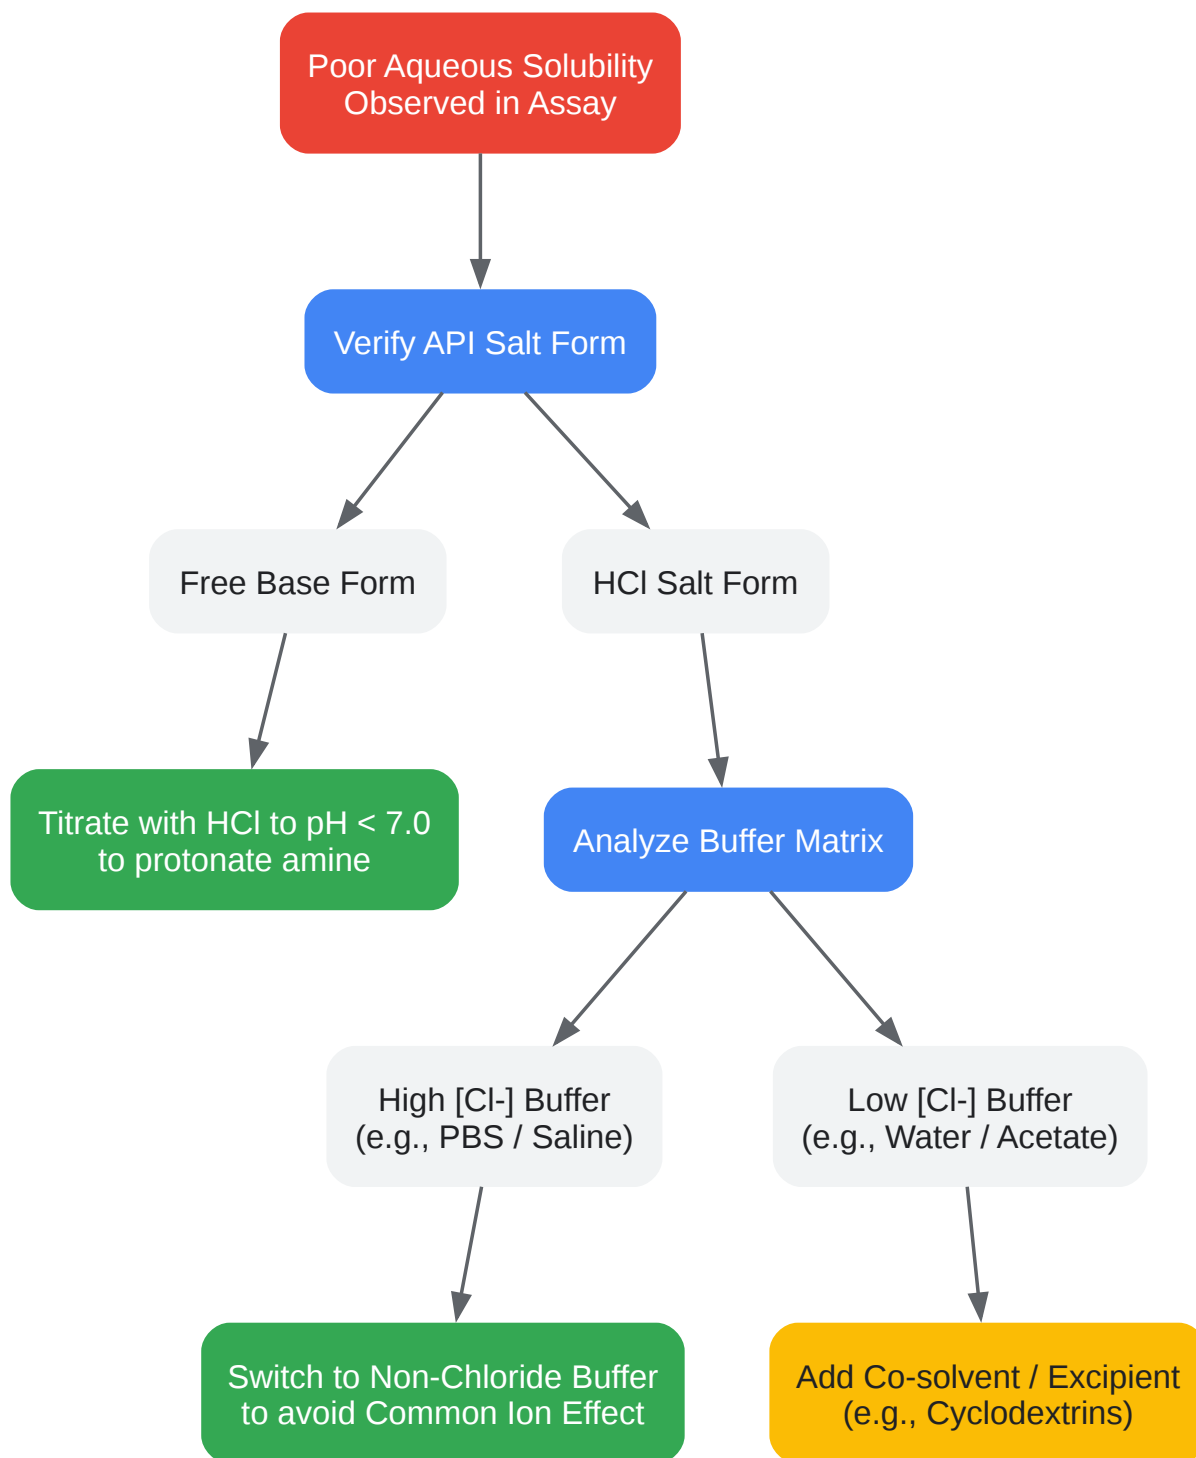 Poor Aqueous Solubility
Observed in Assay
Verify API Salt Form
Free Base Form
HCl Salt Form
Titrate with HCl to pH < 7.0
to protonate amine
Analyze Buffer Matrix
High [Cl-] Buffer
(e.g., PBS / Saline)
Low [Cl-] Buffer
(e.g., Water / Acetate)
Switch to Non-Chloride Buffer
to avoid Common Ion Effect
Add Co-solvent / Excipient
(e.g., Cyclodextrins)